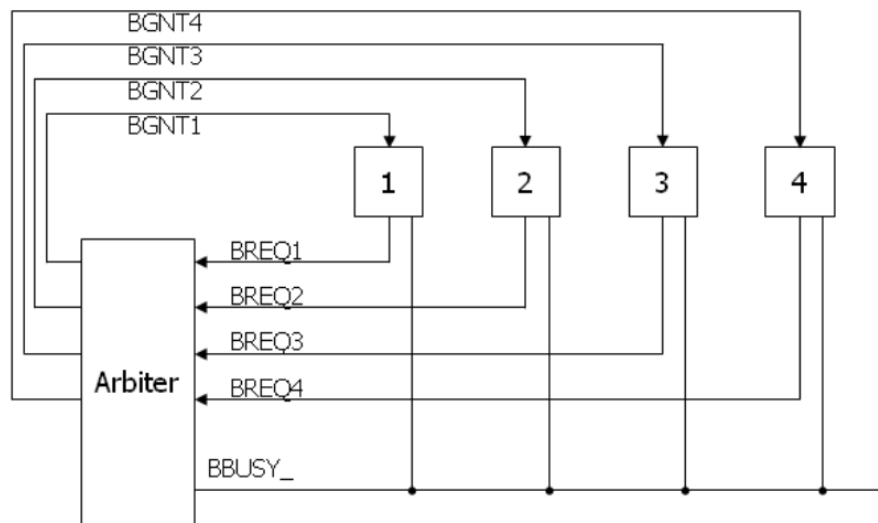 BGNT4
BGNT3
BGNT2
BGNT1
1 2 3 4
BREQ1
BREQ2
BREQ3
Arbiter
BREQ4
BBUSY_